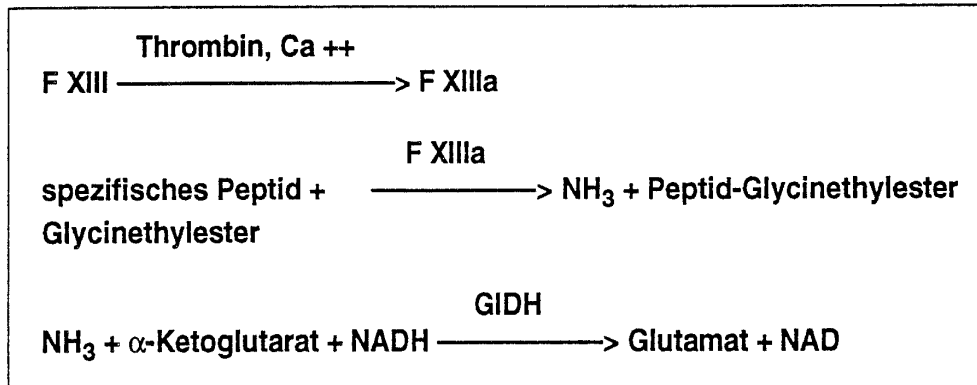 Thrombin, Ca ++
F XIII ———> F XIIIa
F XIIIa
spezifisches Peptid + ———> NH₃ + Peptid-Glycinethylester
Glycinethylester
GlDH
NH₃ + α-Ketoglutarat + NADH ———> Glutamat + NAD